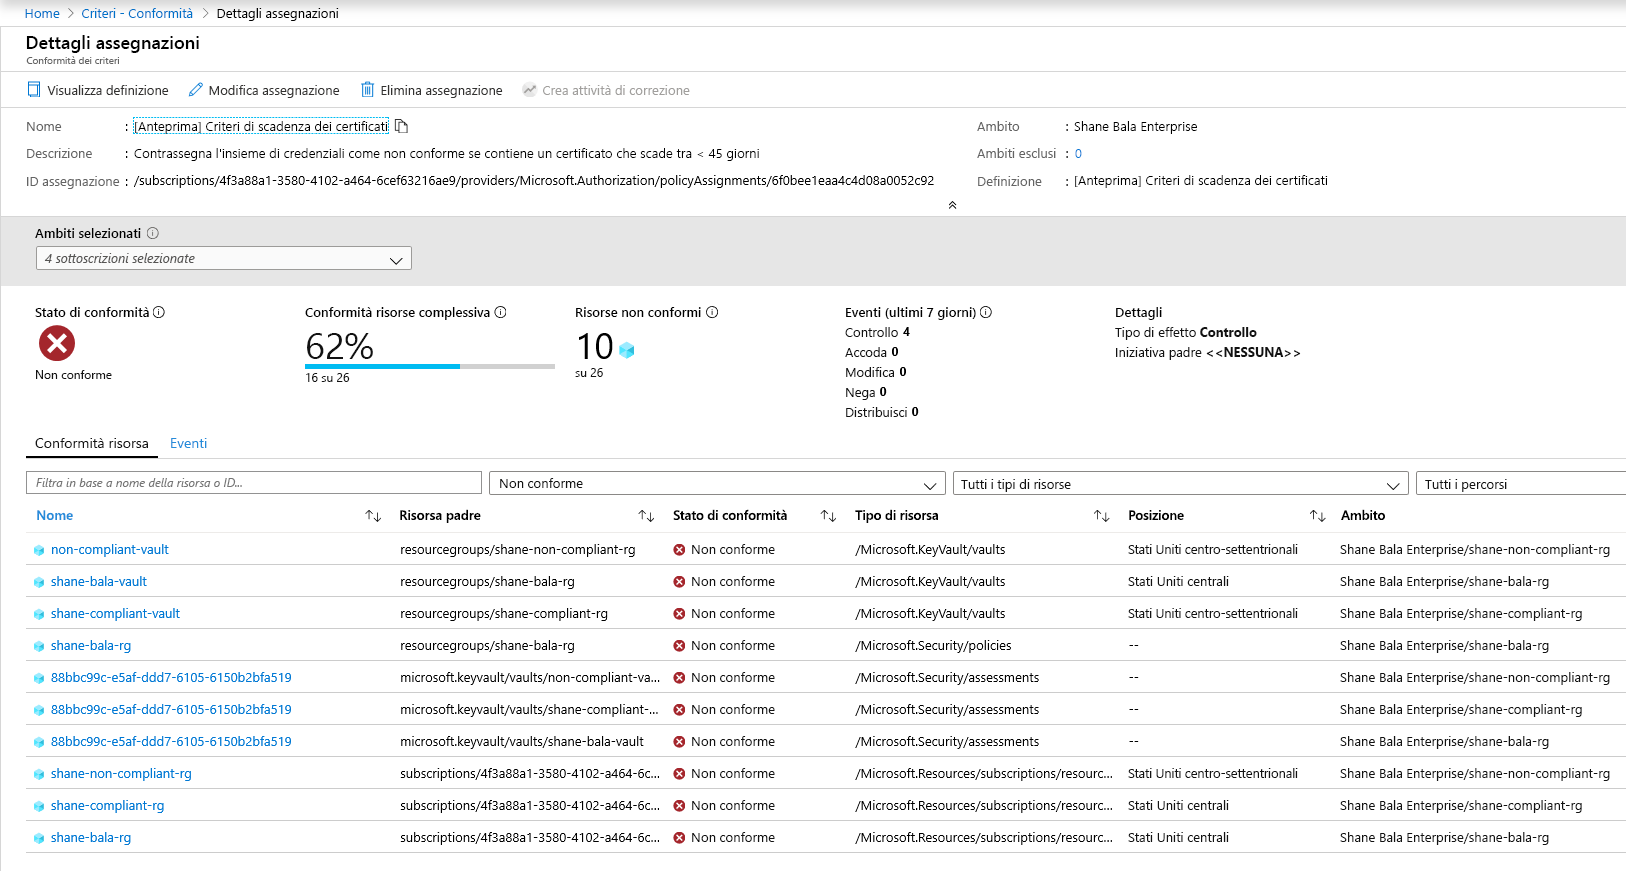 Home > Criteri - Conformità > Dettagli assegnazioni
Dettagli assegnazioni
Conformità dei criteri
Visualizza definizione Modifica assegnazione Elimina assegnazione Crea attività di correzione
Nome : [Anteprima] Criteri di scadenza dei certificati Ambito : Shane Bala Enterprise
Descrizione : Contrassegna l'insieme di credenziali come non conforme se contiene un certificato che scade tra < 45 giorni Ambiti esclusi : 0
ID assegnazione : /subscriptions/4f3a88a1-3580-4102-a464-6cef63216ae9/providers/Microsoft.Authorization/policyAssignments/6f0bee1eaa4c4d08a0052c92 Definizione : [Anteprima] Criteri di scadenza dei certificati
Ambiti selezionati
4 sottoscrizioni selezionate
Stato di conformità Conformità risorse complessiva Risorse non conformi Eventi (ultimi 7 giorni) Dettagli
Controllo 4 Tipo di effetto Controllo
62% 10 Accoda 0 Iniziativa padre <<NESSUNA>>
Non conforme 16 su 26 su 26 Modifica 0
Nega 0
Distribuisci 0
Conformità risorsa Eventi
Filtra in base a nome della risorsa o ID... Non conforme Tutti i tipi di risorse Tutti i percorsi
Nome Risorsa padre Stato di conformità Tipo di risorsa Posizione Ambito
non-compliant-vault resourcegroups/shane-non-compliant-rg Non conforme /Microsoft.KeyVault/vaults Stati Uniti centro-settentrionali Shane Bala Enterprise/shane-non-compliant-rg
shane-bala-vault resourcegroups/shane-bala-rg Non conforme /Microsoft.KeyVault/vaults Stati Uniti centrali Shane Bala Enterprise/shane-bala-rg
shane-compliant-vault resourcegroups/shane-compliant-rg Non conforme /Microsoft.KeyVault/vaults Stati Uniti centro-settentrionali Shane Bala Enterprise/shane-compliant-rg
shane-bala-rg resourcegroups/shane-bala-rg Non conforme /Microsoft.Security/policies -- Shane Bala Enterprise/shane-bala-rg
88bbc99c-e5af-ddd7-6105-6150b2bfa519 microsoft.keyvault/vaults/non-compliant-va... Non conforme /Microsoft.Security/assessments -- Shane Bala Enterprise/shane-non-compliant-rg
88bbc99c-e5af-ddd7-6105-6150b2bfa519 microsoft.keyvault/vaults/shane-compliant-... Non conforme /Microsoft.Security/assessments -- Shane Bala Enterprise/shane-compliant-rg
88bbc99c-e5af-ddd7-6105-6150b2bfa519 microsoft.keyvault/vaults/shane-bala-vault Non conforme /Microsoft.Security/assessments -- Shane Bala Enterprise/shane-bala-rg
shane-non-compliant-rg subscriptions/4f3a88a1-3580-4102-a464-6c... Non conforme /Microsoft.Resources/subscriptions/resourc... Stati Uniti centro-settentrionali Shane Bala Enterprise/shane-non-compliant-rg
shane-compliant-rg subscriptions/4f3a88a1-3580-4102-a464-6c... Non conforme /Microsoft.Resources/subscriptions/resourc... Stati Uniti centrali Shane Bala Enterprise/shane-compliant-rg
shane-bala-rg subscriptions/4f3a88a1-3580-4102-a464-6c... Non conforme /Microsoft.Resources/subscriptions/resourc... Stati Uniti centrali Shane Bala Enterprise/shane-bala-rg